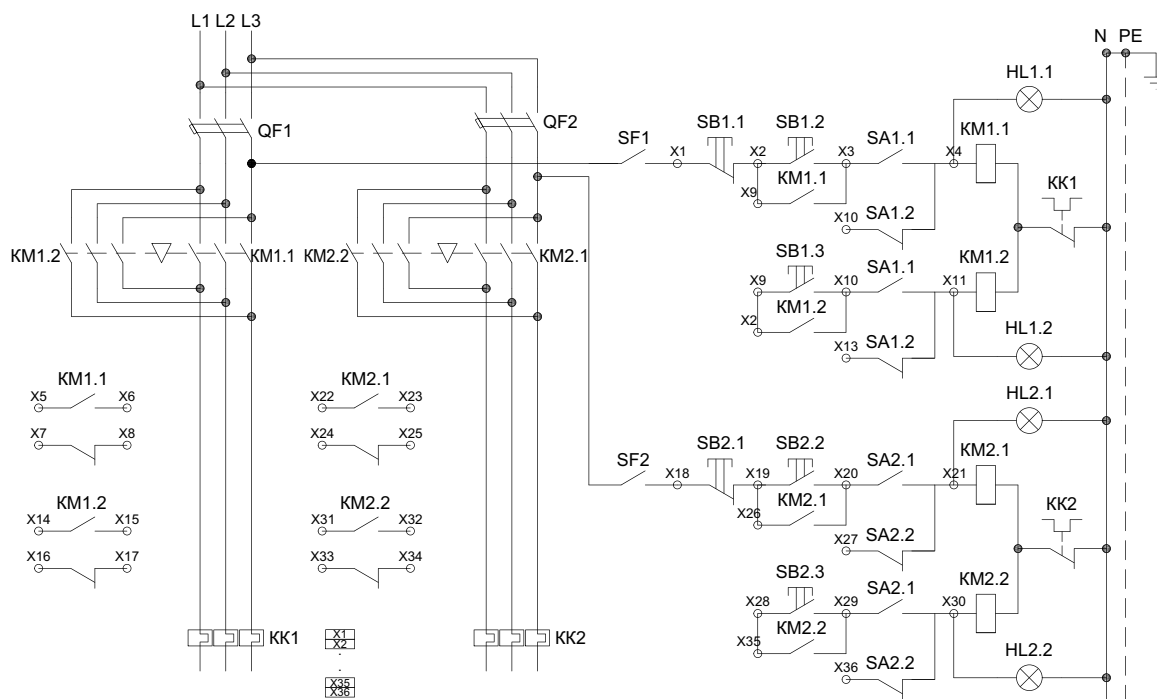 L1 L2 L3
N PE
HL1.1
QF1
QF2
SF1
X1
SB1.1
X2
SB1.2
X3
SA1.1
X4
KM1.1
KM1.1
X9
KK1
X10
SA1.2
KM1.2
KM1.1
KM2.2
KM2.1
SB1.3
X9
X10
SA1.1
X11
KM1.2
KM1.2
X2
HL1.2
X13
SA1.2
KM1.1
X5
X6
X7
X8
KM2.1
X22
X23
X24
X25
HL2.1
SF2
X18
SB2.1
X19
SB2.2
X20
SA2.1
X21
KM2.1
KM2.1
X26
KK2
X27
SA2.2
KM1.2
X14
X15
X16
X17
KM2.2
X31
X32
X33
X34
SB2.3
X28
X29
SA2.1
X30
KM2.2
KM2.2
X35
HL2.2
X36
SA2.2
KK1
KK2
X1
X2
.
.
X35
X36